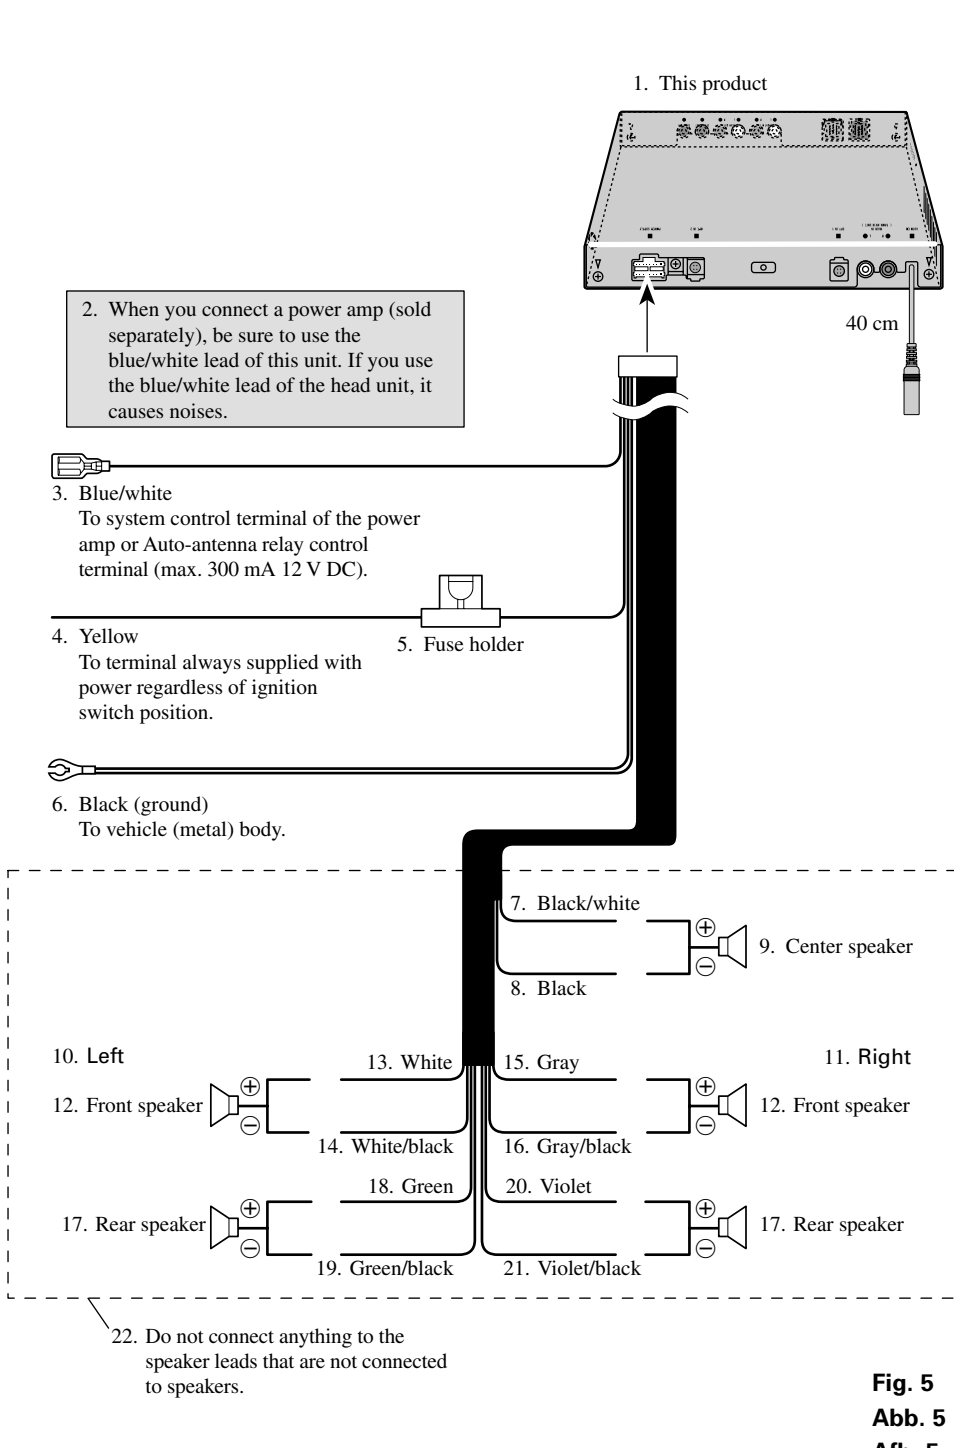 1. This product
40 cm
2. When you connect a power amp (sold
separately), be sure to use the
blue/white lead of this unit. If you use
the blue/white lead of the head unit, it
causes noises.
3. Blue/white
To system control terminal of the power
amp or Auto-antenna relay control
terminal (max. 300 mA 12 V DC).
4. Yellow
To terminal always supplied with
power regardless of ignition
switch position.
5. Fuse holder
6. Black (ground)
To vehicle (metal) body.
7. Black/white
8. Black
9. Center speaker
10. Left
11. Right
12. Front speaker
13. White
14. White/black
15. Gray
16. Gray/black
12. Front speaker
17. Rear speaker
18. Green
19. Green/black
20. Violet
21. Violet/black
17. Rear speaker
22. Do not connect anything to the
speaker leads that are not connected
to speakers.
Fig. 5
Abb. 5